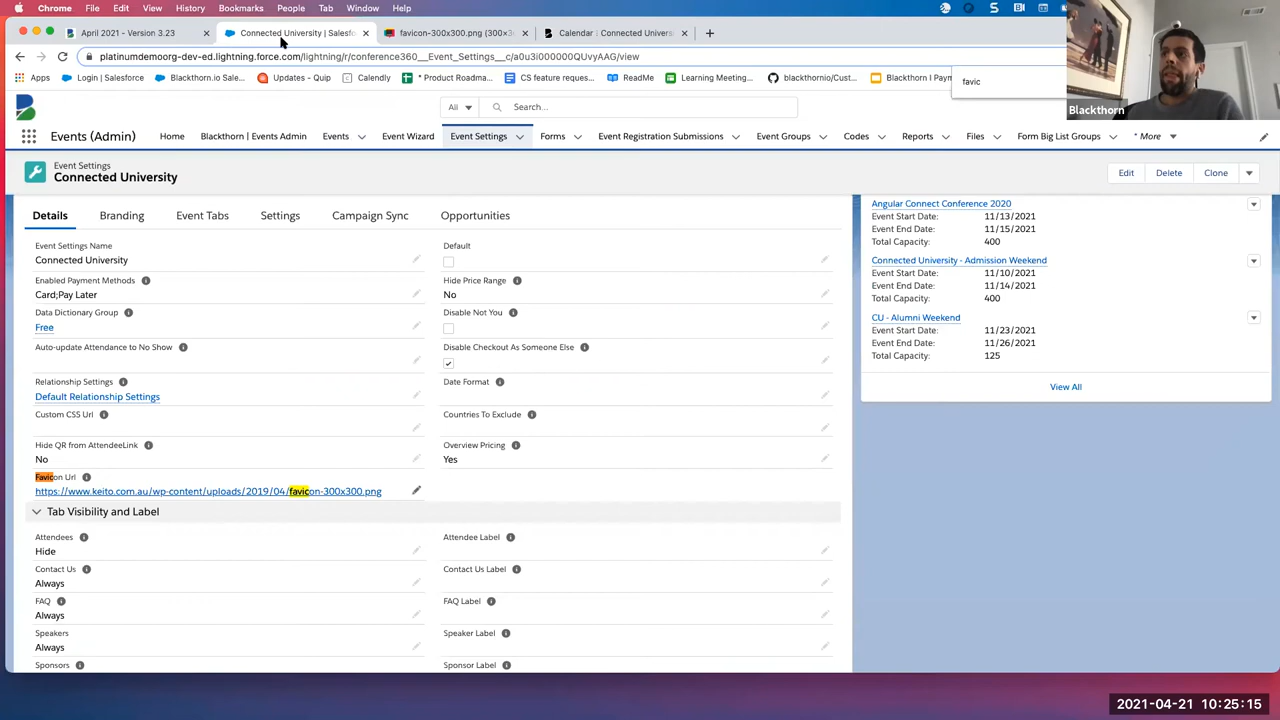 Chrome File Edit View History Bookmarks People Tab Window Help
April 2021 - Version 3.23
Connected University | Salesf
favicon-300x300.png (300×3
Calendly - Connected Univers
platinumdemoorg-dev-ed.lightning.force.com/lightning/r/conference360__Event_Settings__c/a0u3i000000QUvyAAG/view
Apps Login | Salesforce Blackthorn.io Sale... Updates - Quip Calendly * Product Roadma... CS feature reques... ReadMe Learning Meeting... blackthornio/Cust... Blackthorn | Paym
favic
Blackthorn
All Search...
Events (Admin) Home Blackthorn | Events Admin Events Event Wizard Event Settings Forms Event Registration Submissions Event Groups Codes Reports Files Form Big List Groups * More
Event Settings
Connected University
Edit Delete Clone
Details Branding Event Tabs Settings Campaign Sync Opportunities
Event Settings Name
Connected University
Default
Enabled Payment Methods
Card;Pay Later
Hide Price Range
No
Data Dictionary Group
Free
Disable Not You
Auto-update Attendance to No Show
Disable Checkout As Someone Else
Relationship Settings
Default Relationship Settings
Date Format
Custom CSS Url
Countries To Exclude
Hide QR from AttendeeLink
No
Overview Pricing
Yes
Favicon Url
https://www.keito.com.au/wp-content/uploads/2019/04/favicon-300x300.png
Tab Visibility and Label
Attendees
Hide
Attendee Label
Contact Us
Always
Contact Us Label
FAQ
Always
FAQ Label
Speakers
Always
Speaker Label
Sponsors
Sponsor Label
Angular Connect Conference 2020
Event Start Date: 11/13/2021
Event End Date: 11/15/2021
Total Capacity: 400
Connected University - Admission Weekend
Event Start Date: 11/10/2021
Event End Date: 11/14/2021
Total Capacity: 400
CU - Alumni Weekend
Event Start Date: 11/23/2021
Event End Date: 11/26/2021
Total Capacity: 125
View All
2021-04-21 10:25:15